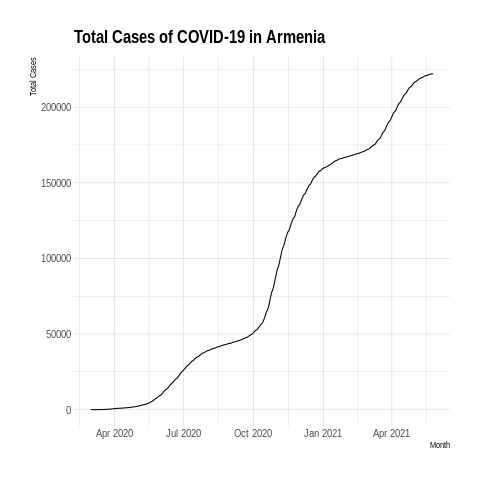 Total Cases of COVID-19 in Armenia
Total Cases
200000
150000
100000
50000
0
Apr 2020 Jul 2020 Oct 2020 Jan 2021 Apr 2021
Month